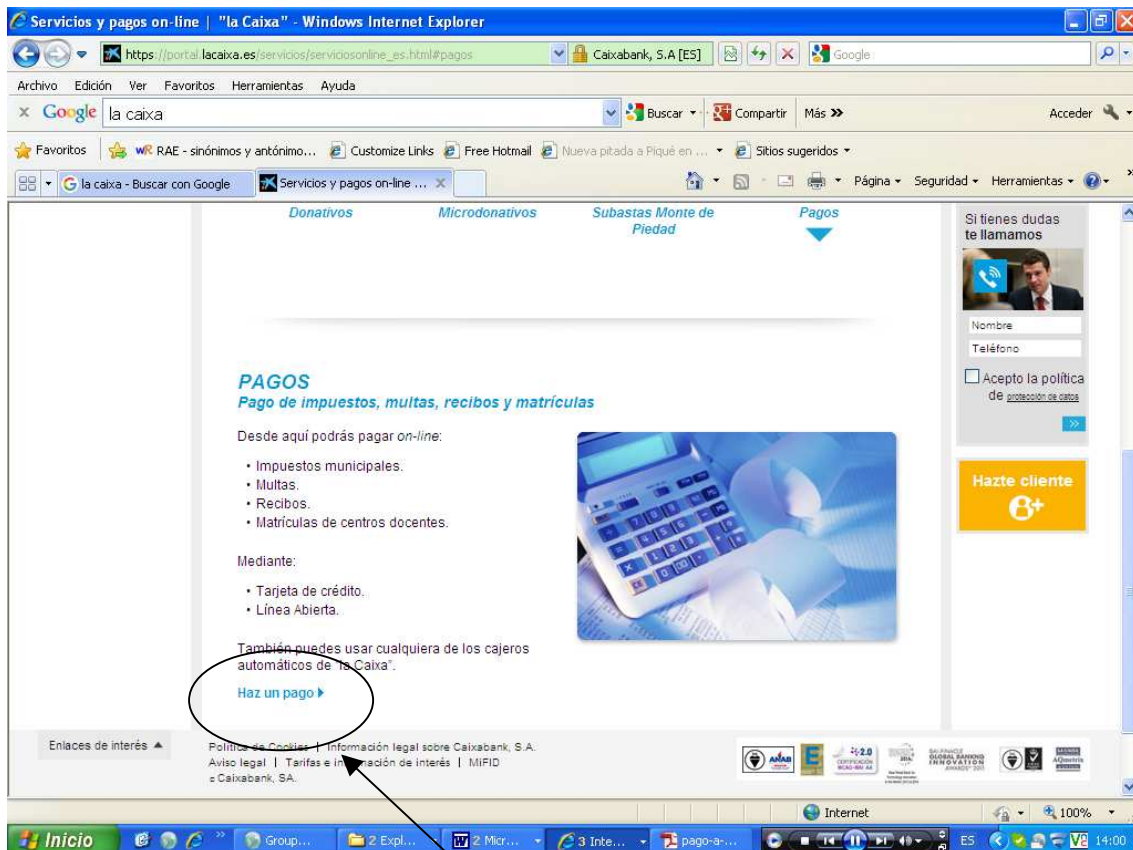 Servicios y pagos on-line | "la Caixa" - Windows Internet Explorer
https://portal.lacaixa.es/servicios/serviciosonline_es.html#pagos
Caixabank, S.A [ES]
Google
Archivo Edición Ver Favoritos Herramientas Ayuda
x Google la caixa Buscar Compartir Más » Acceder
Favoritos wR RAE - sinónimos y antónimo... Customize Links Free Hotmail Nueva pitada a Piqué en ... Sitios sugeridos
G la caixa - Buscar con Google Servicios y pagos on-line ... X Página Seguridad Herramientas »
Donativos Microdonativos Subastas Monte de Piedad Pagos
Si tienes dudas
te llamamos
Nombre
Teléfono
Acepto la política
de protección de datos
»
Hazte cliente
PAGOS
Pago de impuestos, multas, recibos y matrículas
Desde aquí podrás pagar on-line:
• Impuestos municipales.
• Multas.
• Recibos.
• Matrículas de centros docentes.
Mediante:
• Tarjeta de crédito.
• Línea Abierta.
También puedes usar cualquiera de los cajeros
automáticos de "la Caixa".
Haz un pago
Enlaces de interés
Política de Cookies | Información legal sobre Caixabank, S.A.
Aviso legal | Tarifas e información de interés | MiFID
Caixabank, SA.
Internet 100%
Inicio » Group... 2 Expl... 2 Micr... 3 Inte... pago-a-... ES 14:00